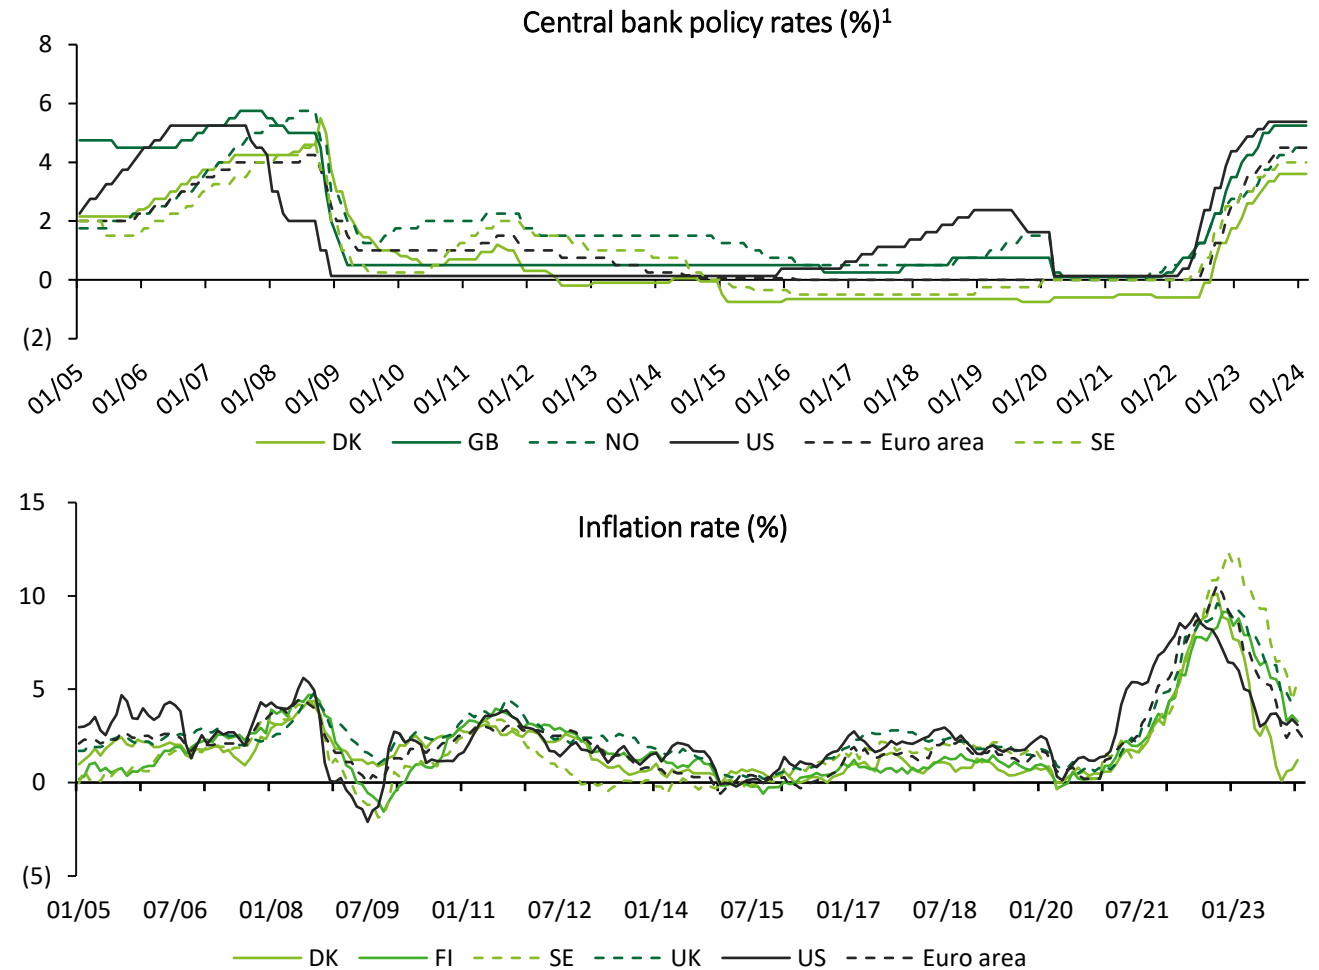 Central bank policy rates (%)¹
8
6
4
2
0
(2)
01/05 01/06 01/07 01/08 01/09 01/10 01/11 01/12 01/13 01/14 01/15 01/16 01/17 01/18 01/19 01/20 01/21 01/22 01/23 01/24
DK GB NO US Euro area SE
15
Inflation rate (%)
10
5
0
(5)
01/05 07/06 01/08 07/09 01/11 07/12 01/14 07/15 01/17 07/18 01/20 07/21 01/23
DK FI SE UK US Euro area